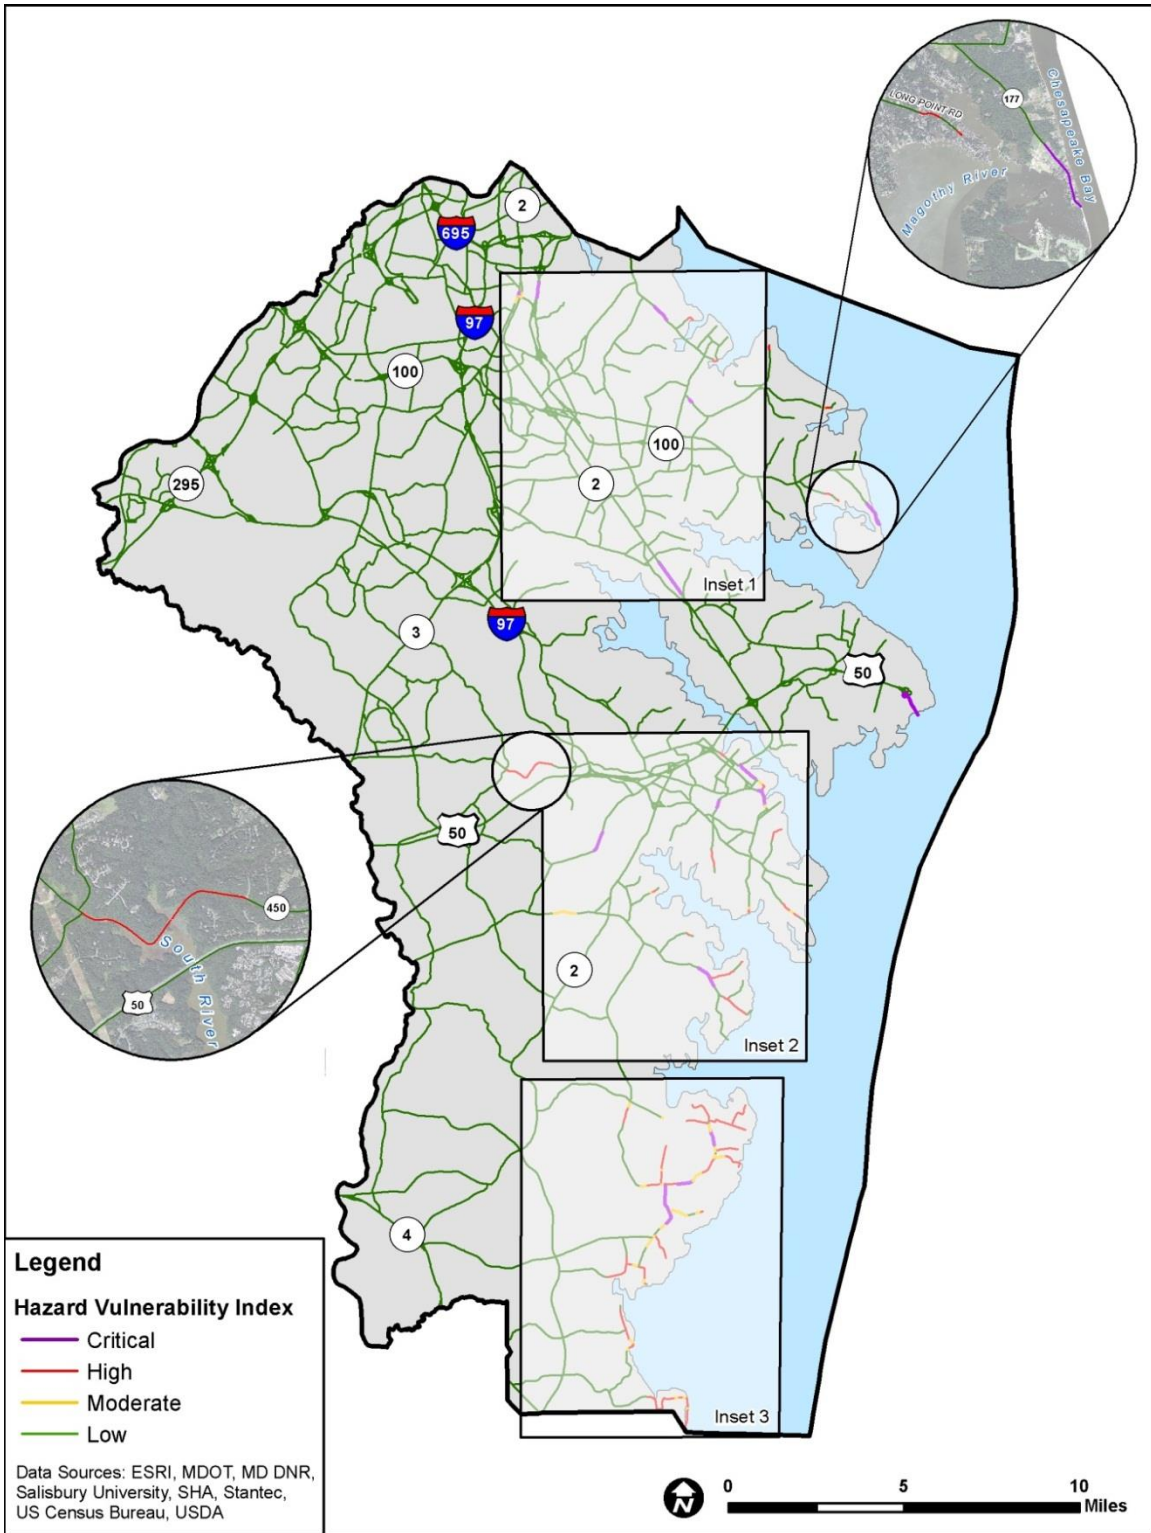 2
695
97
100
295
100
2
Inset 1
3
97
50
50
2
Inset 2
4
Inset 3
LONG POINT RD
177
Chesapeake Bay
Magothy River
450
South River
50
Legend
Hazard Vulnerability Index
Critical
High
Moderate
Low
Data Sources: ESRI, MDOT, MD DNR,
Salisbury University, SHA, Stantec,
US Census Bureau, USDA
N
0 5 10
Miles